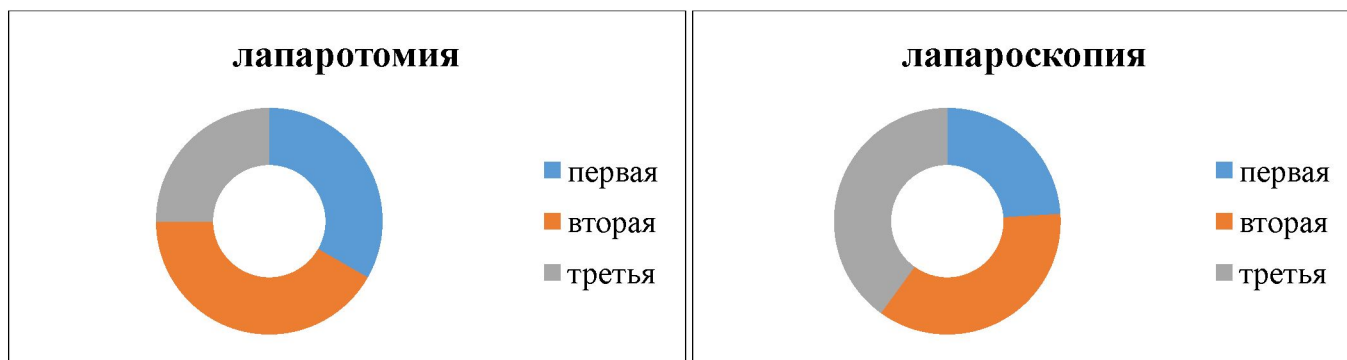 лапаротомия
первая
вторая
третья
лапароскопия
первая
вторая
третья